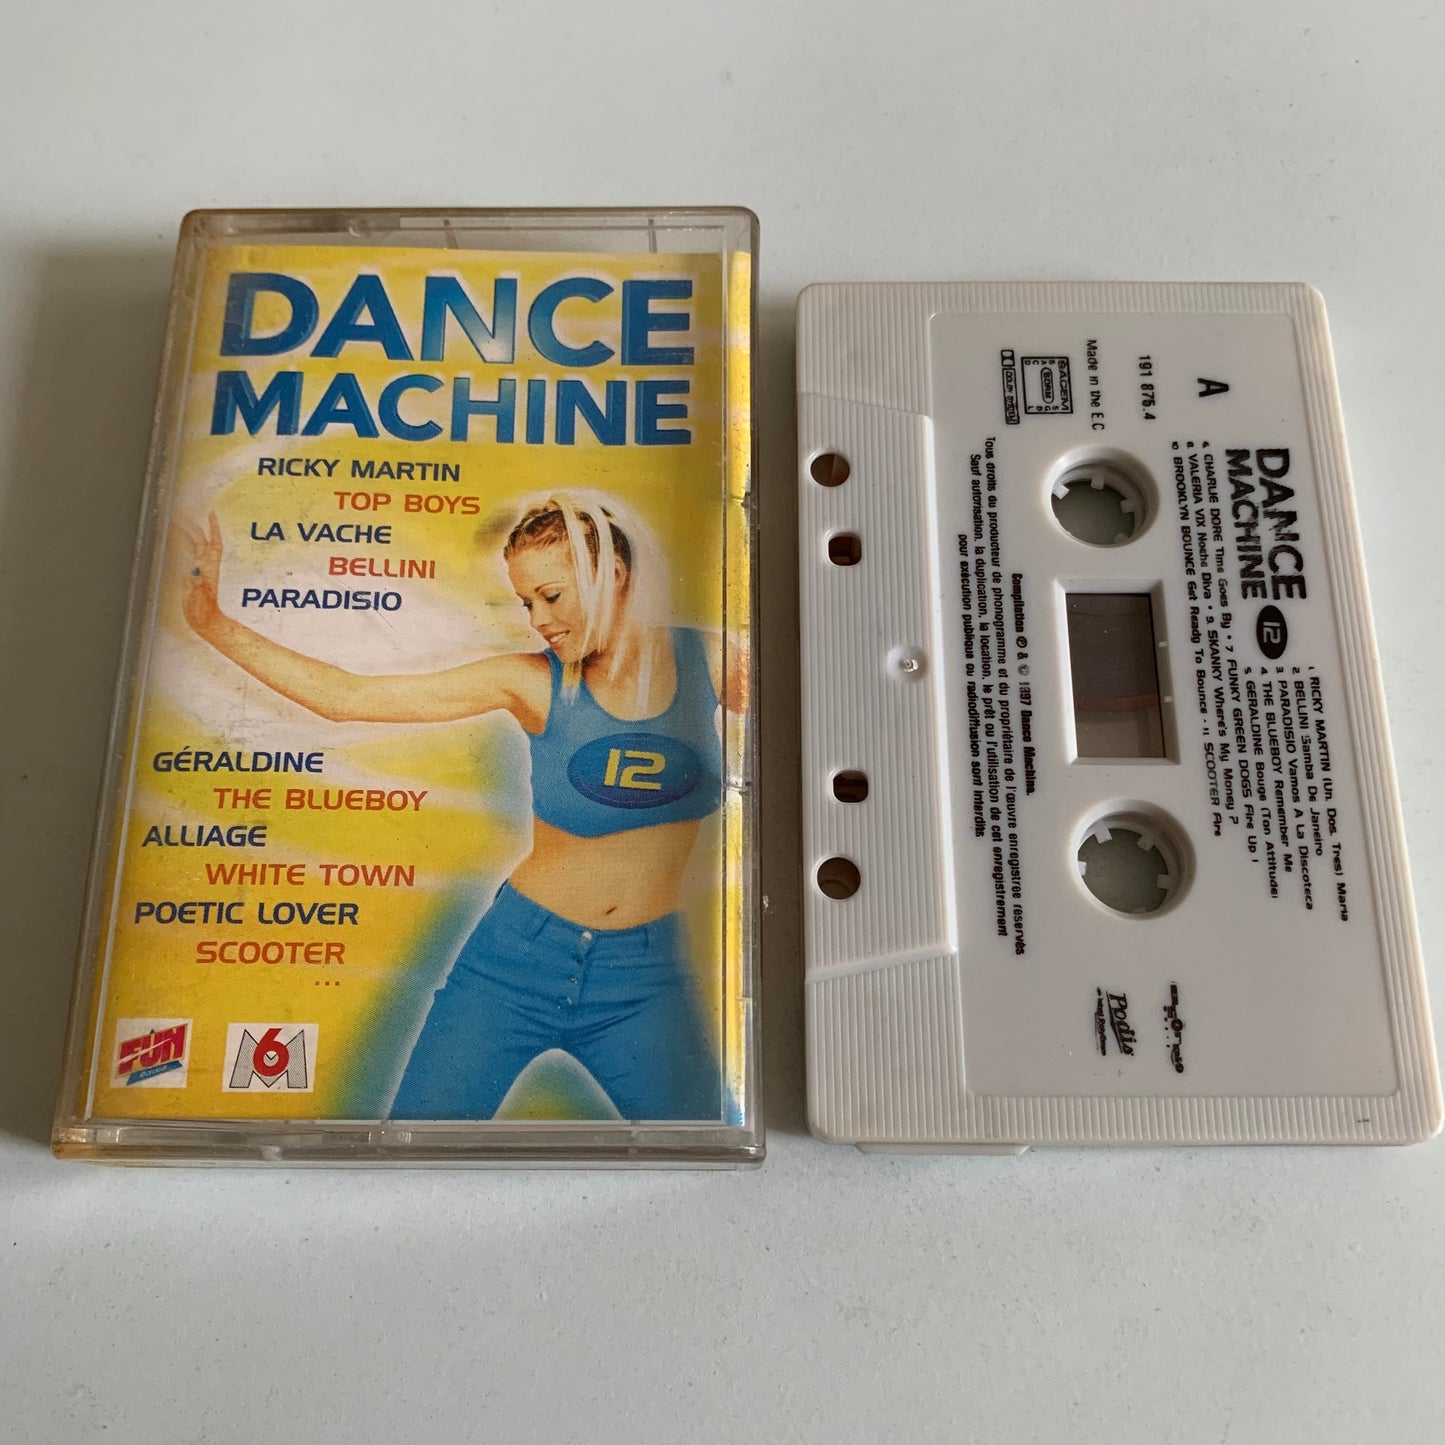 DANCE
MACHINE
RICKY MARTIN
TOP BOYS
LA VACHE
BELLINI
PARADISIO
12
GÉRALDINE
THE BLUEBOY
ALLIAGE
WHITE TOWN
POETIC LOVER
SCOOTER
...
FUN
RADIO
M6
A
191 875.4
Made in the E.C
SACEM
SDRM
DANCE
MACHINE 12
1. RICKY MARTIN (Un, Dos, Tres) Maria
2. BELLINI Samba De Janeiro
3. PARADISIO Vamos A La Discoteca
4. THE BLUEBOY Remember Me
5. GERALDINE Bouge (Ton Attitude)
6. CHARLIE DORE Time Goes By • 7. FUNKY GREEN DOGS Fire Up !
8. VALERIA VIX Noche Diva • 9. SKANKY Where's My Money ?
10. BROOKLYN BOUNCE Get Ready To Bounce • 11. SCOOTER Fire
Compilation ℗ & © 1997 Dance Machine.
Tous droits du producteur de phonogramme et du propriétaire de l'œuvre enregistrée réservés
Sauf autorisation, la duplication, la location, le prêt ou l'utilisation de cet enregistrement
pour exécution publique ou radiodiffusion sont interdits
Podis